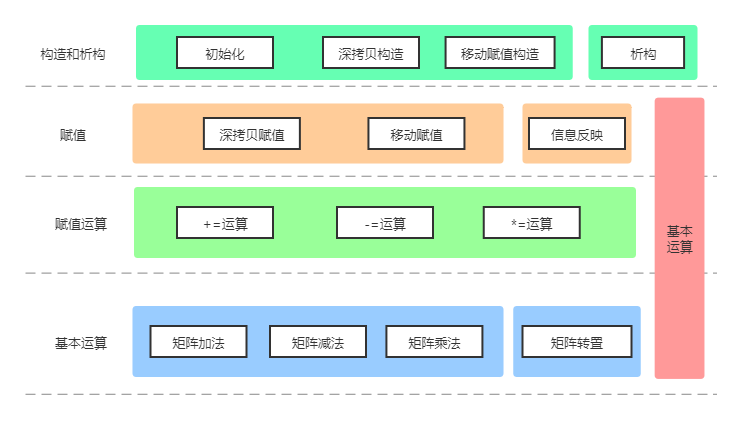 构造和析构
初始化
深拷贝构造
移动赋值构造
析构
赋值
深拷贝赋值
移动赋值
信息反映
赋值运算
+=运算
-=运算
*=运算
基本
运算
基本运算
矩阵加法
矩阵减法
矩阵乘法
矩阵转置